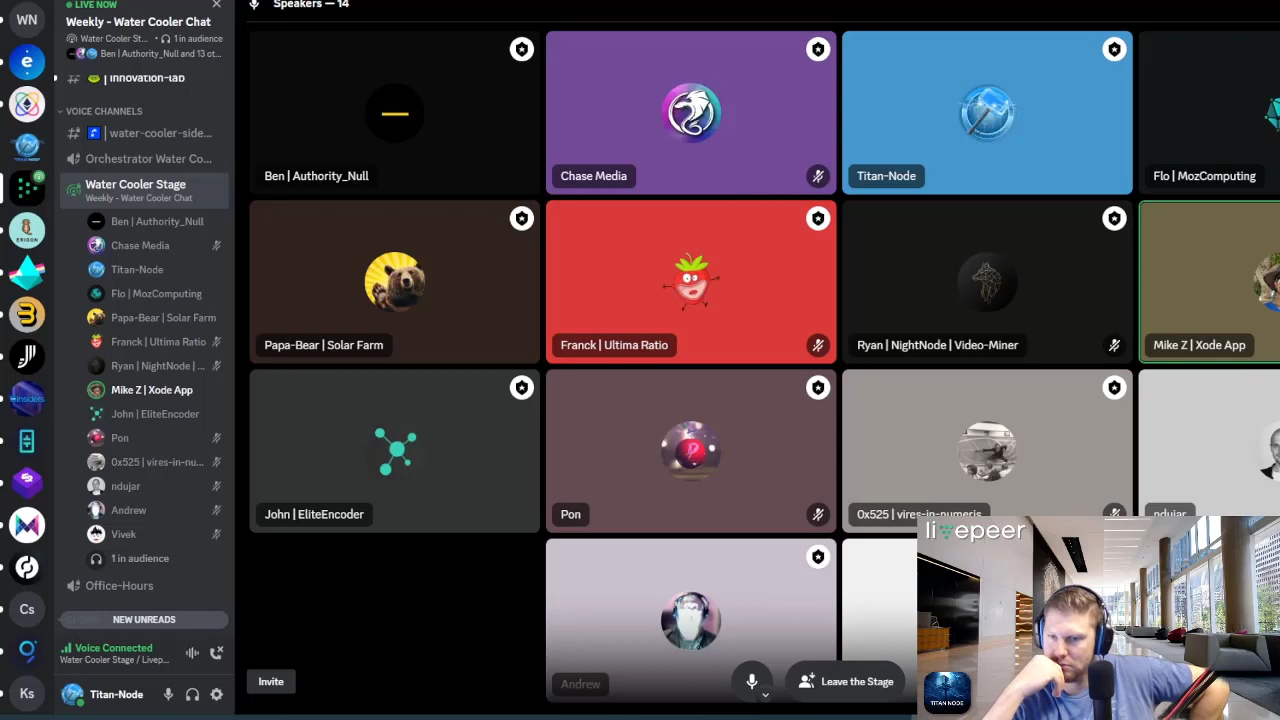 WN
LIVE NOW
Weekly - Water Cooler Chat
Water Cooler St... · 1 in audience
Ben | Authority_Null and 13 ot...
# | innovation-lab
VOICE CHANNELS
# | water-cooler-side...
Orchestrator Water Co...
Water Cooler Stage
Weekly - Water Cooler Chat
Ben | Authority_Null
Chase Media
Titan-Node
Flo | MozComputing
Papa-Bear | Solar Farm
Franck | Ultima Ratio
Ryan | NightNode | ...
Mike Z | Xode App
John | EliteEncoder
Pon
0x525 | vires-in-nu...
ndujar
Andrew
Vivek
1 in audience
Office-Hours
NEW UNREADS
Voice Connected
Water Cooler Stage / Livep...
Titan-Node
TITAN NODE
e
ERIGON
insiders
Cs
Ks
Speakers — 14
Ben | Authority_Null
Chase Media
Titan-Node
Flo | MozComputing
Papa-Bear | Solar Farm
Franck | Ultima Ratio
Ryan | NightNode | Video-Miner
Mike Z | Xode App
John | EliteEncoder
Pon
0x525 | vires-in-numeris
ndujar
Andrew
Invite
Leave the Stage
livepeer
TITAN NODE